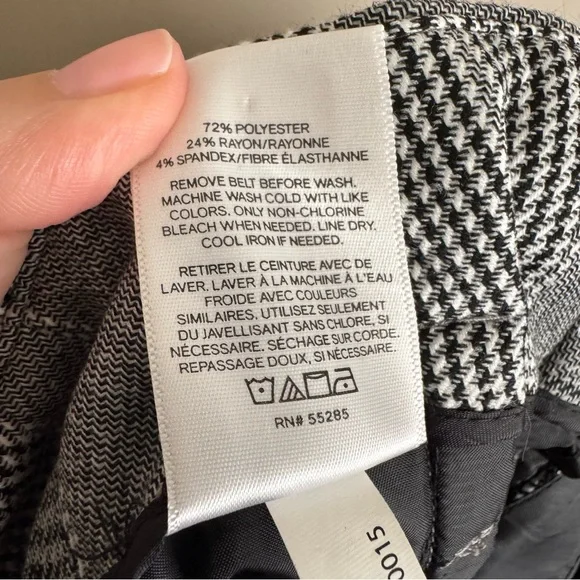 72% POLYESTER
24% RAYON/RAYONNE
4% SPANDEX/FIBRE ÉLASTHANNE
REMOVE BELT BEFORE WASH.
MACHINE WASH COLD WITH LIKE
COLORS. ONLY NON-CHLORINE
BLEACH WHEN NEEDED. LINE DRY.
COOL IRON IF NEEDED.
RETIRER LE CEINTURE AVEC DE
LAVER. LAVER À LA MACHINE À L'EAU
FROIDE AVEC COULEURS
SIMILAIRES. UTILISEZ SEULEMENT
DU JAVELLISANT SANS CHLORE, SI
NÉCESSAIRE. SÉCHAGE SUR CORDE.
REPASSAGE DOUX, SI NÉCESSAIRE.
RN# 55285
0015